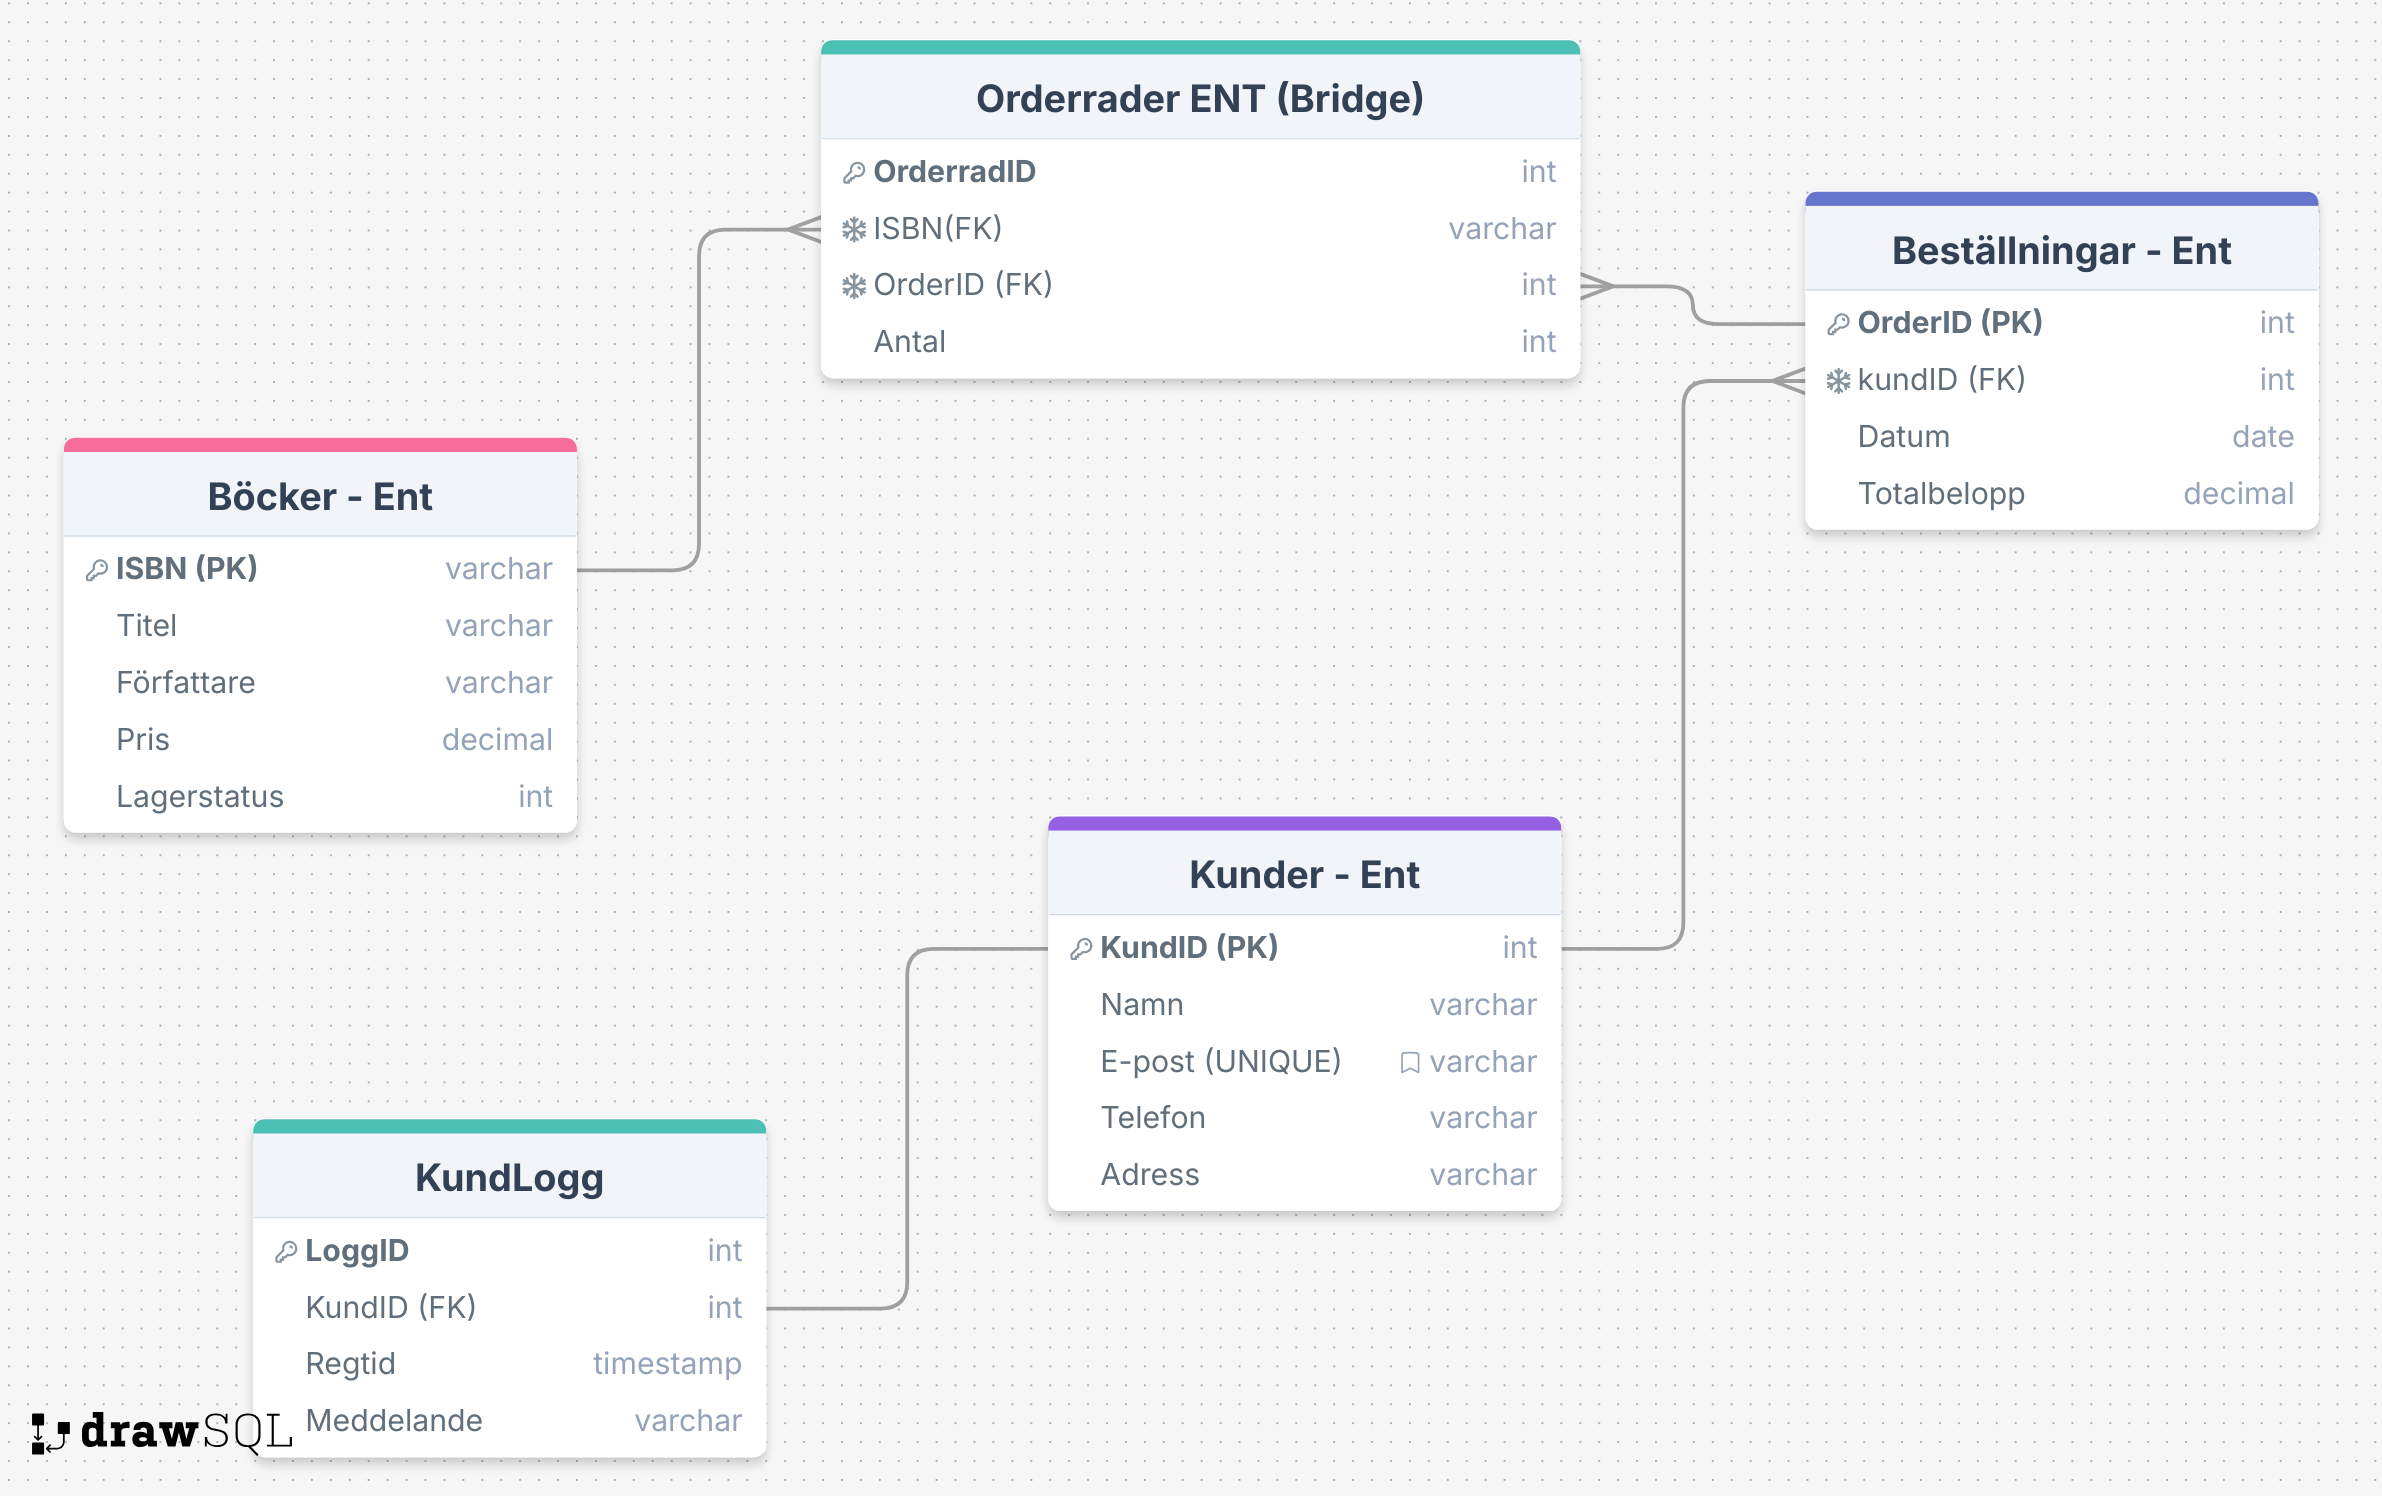 Orderrader ENT (Bridge)
OrderradID int
ISBN(FK) varchar
OrderID (FK) int
Antal int
Beställningar - Ent
OrderID (PK) int
kundID (FK) int
Datum date
Totalbelopp decimal
Böcker - Ent
ISBN (PK) varchar
Titel varchar
Författare varchar
Pris decimal
Lagerstatus int
Kunder - Ent
KundID (PK) int
Namn varchar
E-post (UNIQUE) varchar
Telefon varchar
Adress varchar
KundLogg
LoggID int
KundID (FK) int
Regtid timestamp
Meddelande varchar
drawSQL